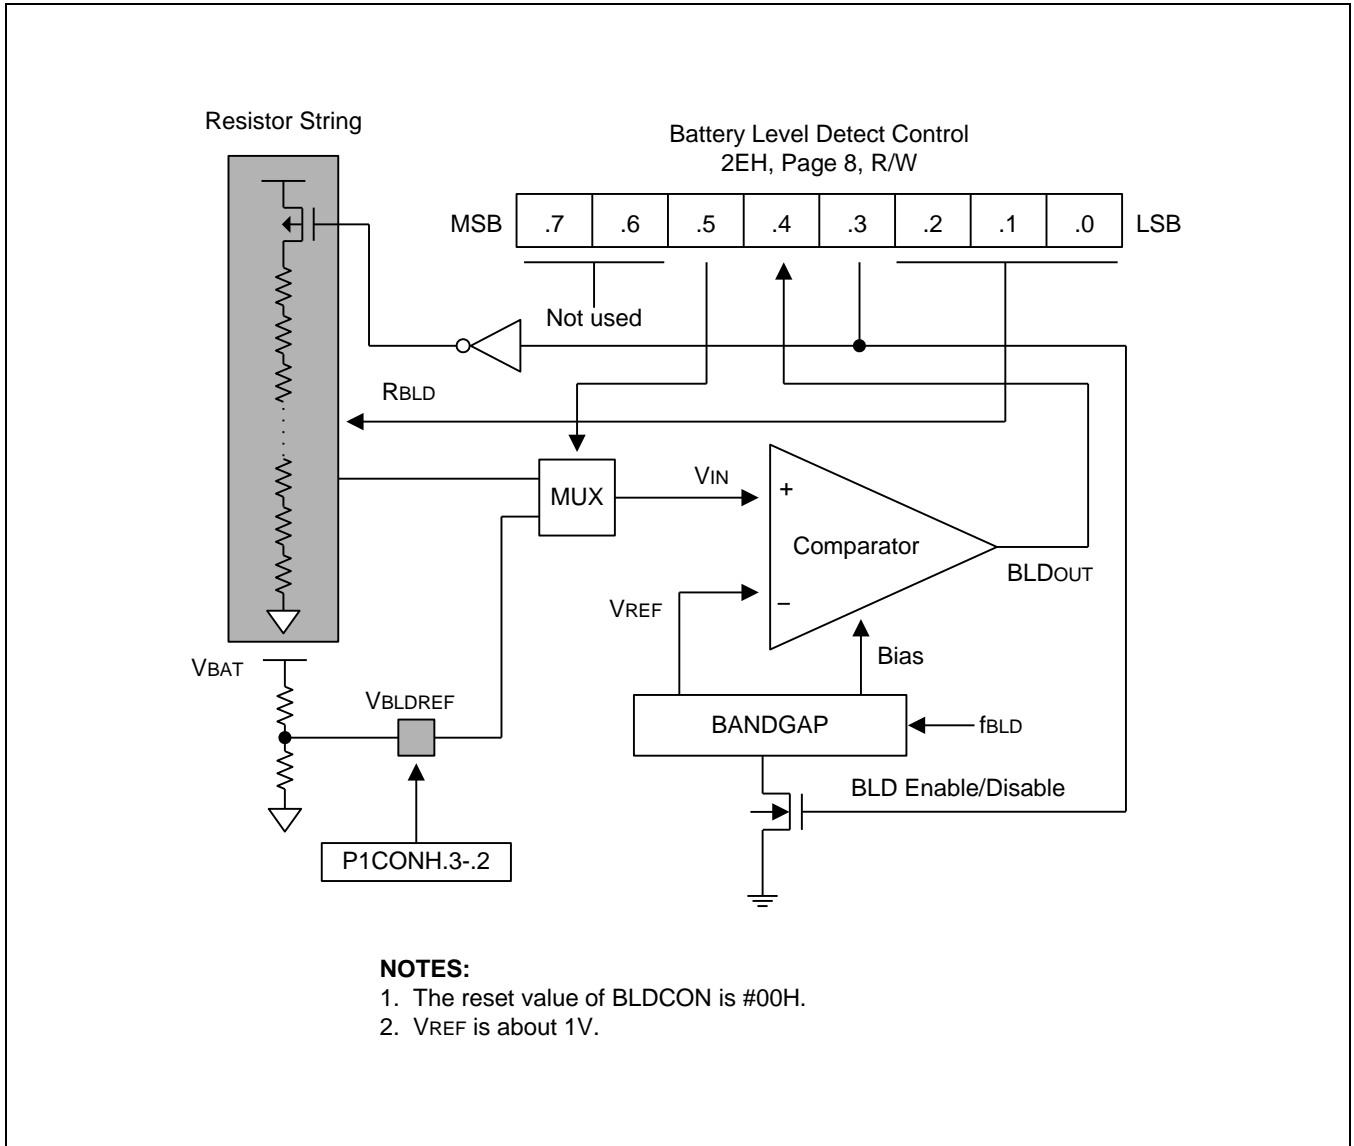 Resistor String
Battery Level Detect Control
2EH, Page 8, R/W
MSB .7 .6 .5 .4 .3 .2 .1 .0 LSB
Not used
RBLD
MUX
VIN
+
Comparator
BLDOUT
VREF
–
Bias
VBAT
VBLDREF
BANDGAP
fBLD
BLD Enable/Disable
P1CONH.3-.2
NOTES:
1. The reset value of BLDCON is #00H.
2. VREF is about 1V.